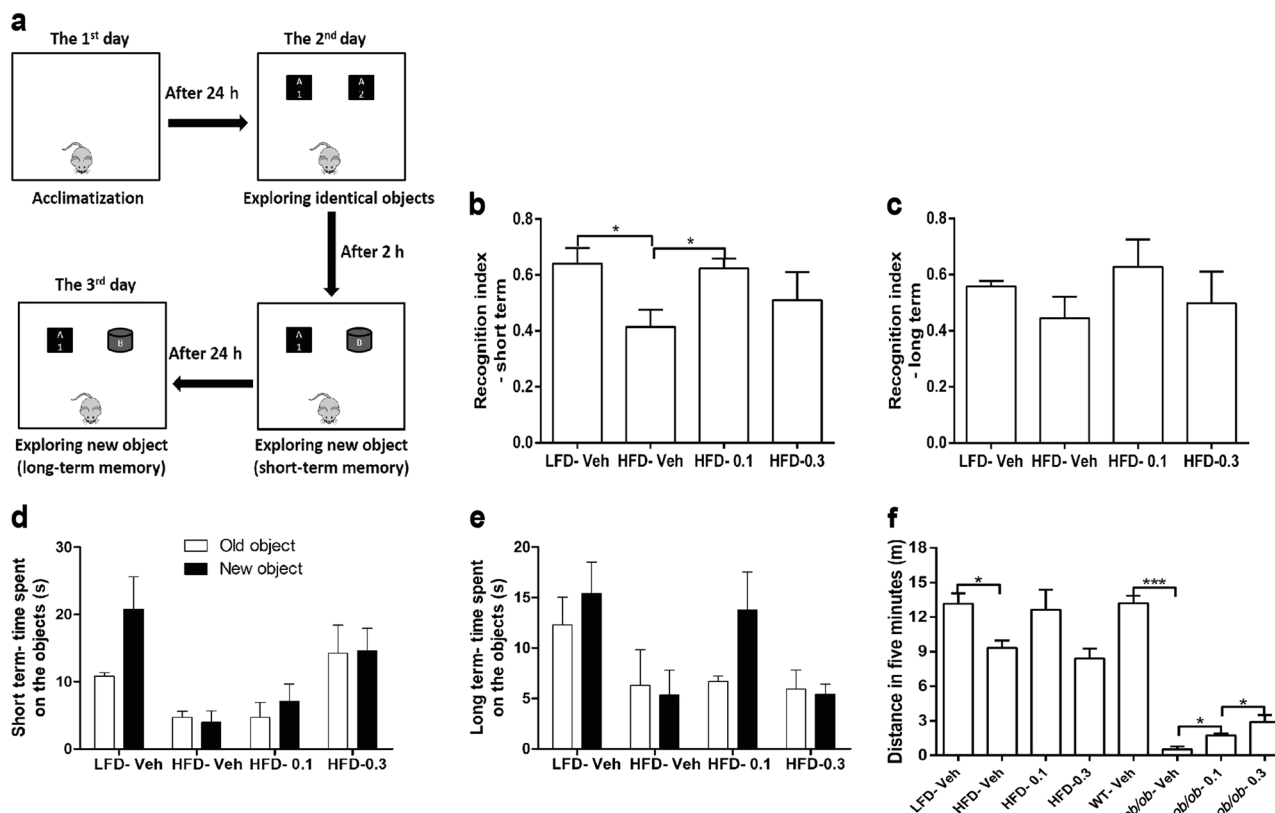 a
The 1st day
The 2nd day
After 24 h
A
1
A
2
Acclimatization
Exploring identical objects
After 2 h
The 3rd day
A
1
B
After 24 h
A
1
B
Exploring new object
(long-term memory)
Exploring new object
(short-term memory)
b
Recognition index
- short term
0.8
0.6
0.4
0.2
0.0
*
*
LFD- Veh
HFD- Veh
HFD- 0.1
HFD-0.3
c
Recognition index
- long term
0.8
0.6
0.4
0.2
0.0
LFD- Veh
HFD- Veh
HFD- 0.1
HFD-0.3
d
Short term- time spent
on the objects (s)
30
20
10
0
Old object
New object
LFD- Veh
HFD- Veh
HFD- 0.1
HFD-0.3
e
Long term- time spent
on the objects (s)
20
15
10
5
0
LFD- Veh
HFD- Veh
HFD- 0.1
HFD-0.3
f
Distance in five minutes (m)
18
15
12
9
6
3
0
*
***
*
*
LFD- Veh
HFD- Veh
HFD- 0.1
HFD-0.3
WT- Veh
ob/ob- Veh
ob/ob- 0.1
ob/ob- 0.3